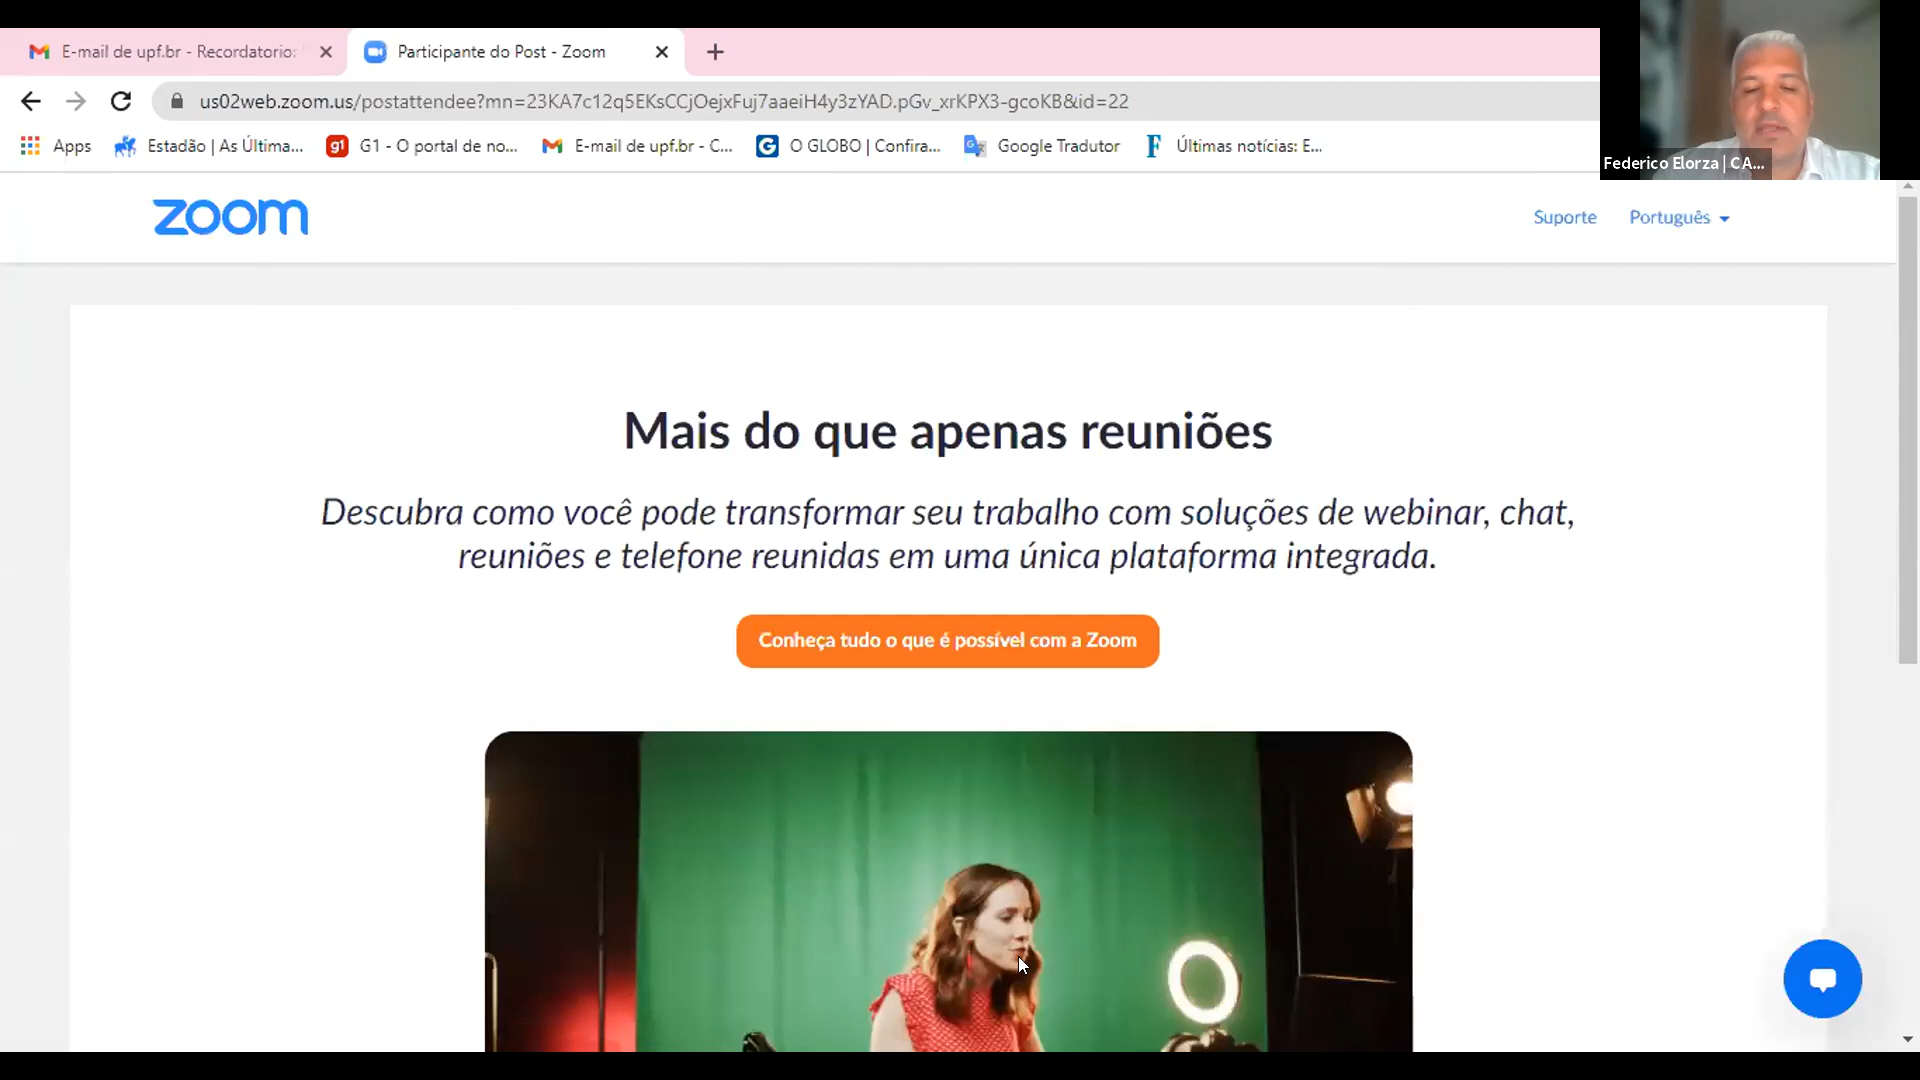 E-mail de upf.br - Recordatorio:
Participante do Post - Zoom
us02web.zoom.us/postattendee?mn=23KA7c12q5EKsCCjOejxFuj7aaeiH4y3zYAD.pGv_xrKPX3-gcoKB&id=22
Apps
Estadão | As Última...
g1
G1 - O portal de no...
E-mail de upf.br - C...
O GLOBO | Confira...
Google Tradutor
F
Últimas notícias: E...
Federico Elorza | CA...
zoom
Suporte
Português
Mais do que apenas reuniões
Descubra como você pode transformar seu trabalho com soluções de webinar, chat,
reuniões e telefone reunidas em uma única plataforma integrada.
Conheça tudo o que é possível com a Zoom